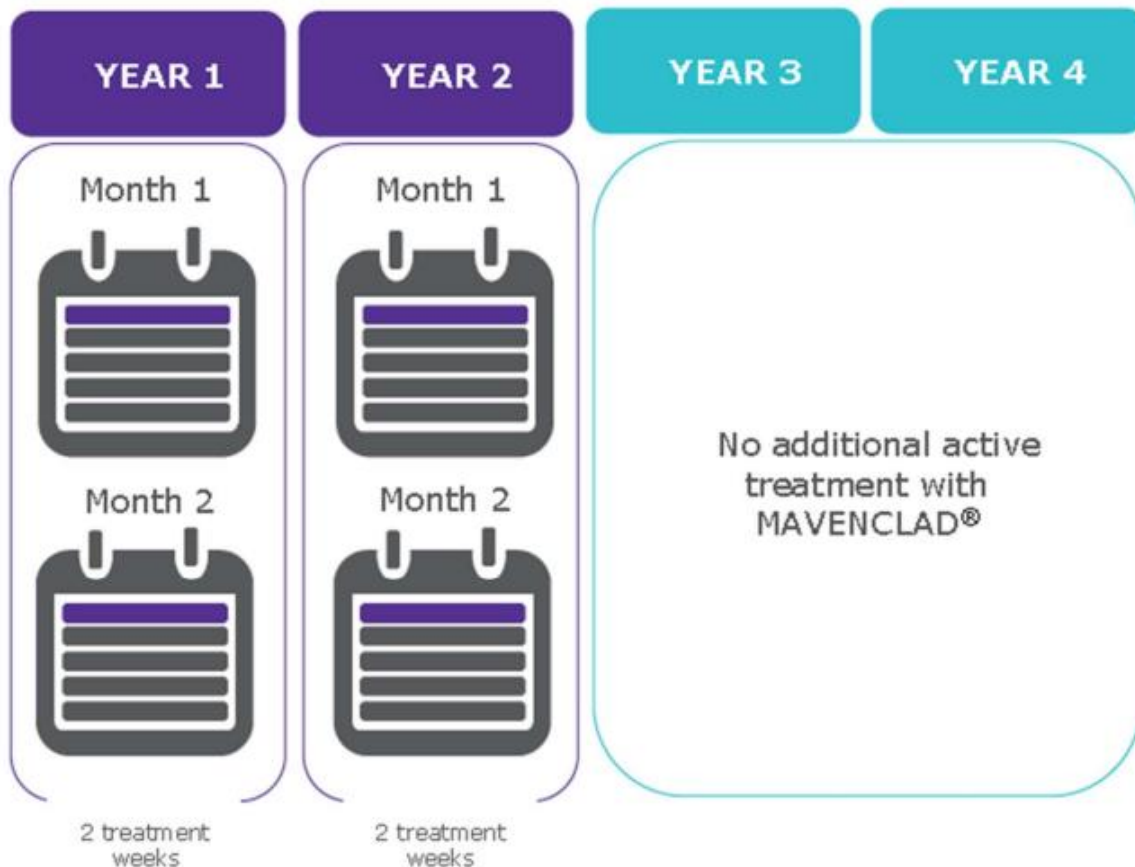 YEAR 1
YEAR 2
YEAR 3
YEAR 4
Month 1
Month 1
Month 2
Month 2
No additional active
treatment with
MAVENCLAD®
2 treatment
weeks
2 treatment
weeks